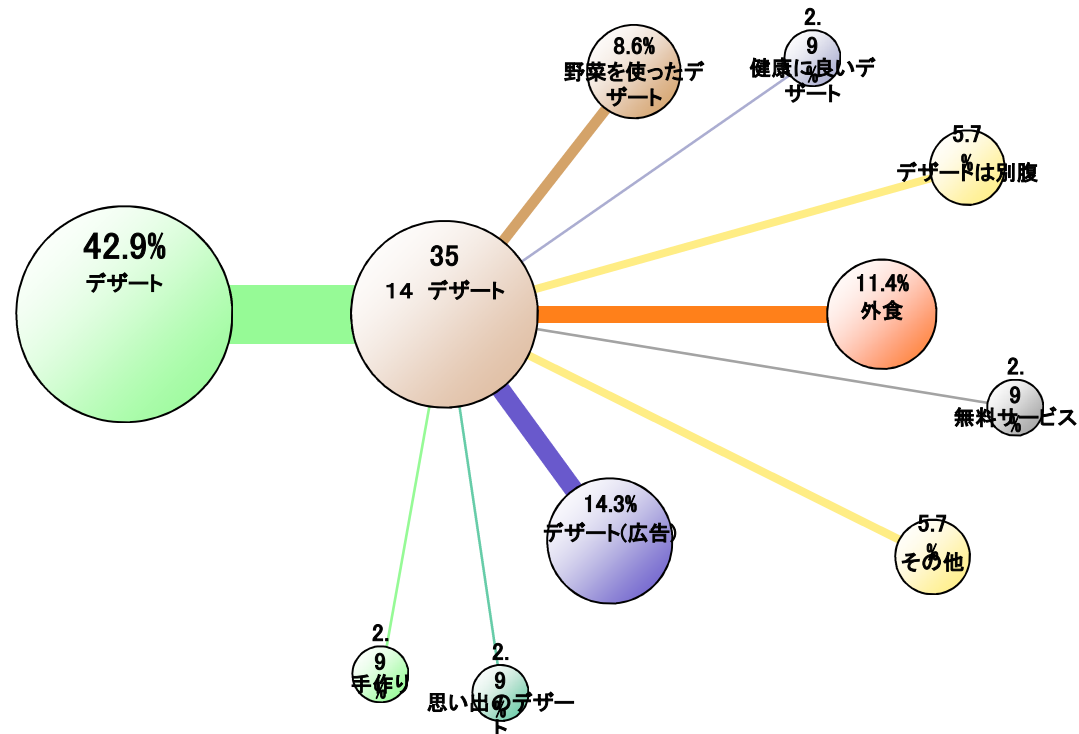 8.6%
野菜を使ったデ
ザート
2.
9
%
健康に良いデ
ザート
5.7
%
デザートは別腹
42.9%
デザート
35
１４　デザート
11.4%
外食
2.
9
%
無料サービス
14.3%
デザート(広告)
5.7
%
その他
2.
9
%
手作り
2.
9
%
思い出のデザー
ト